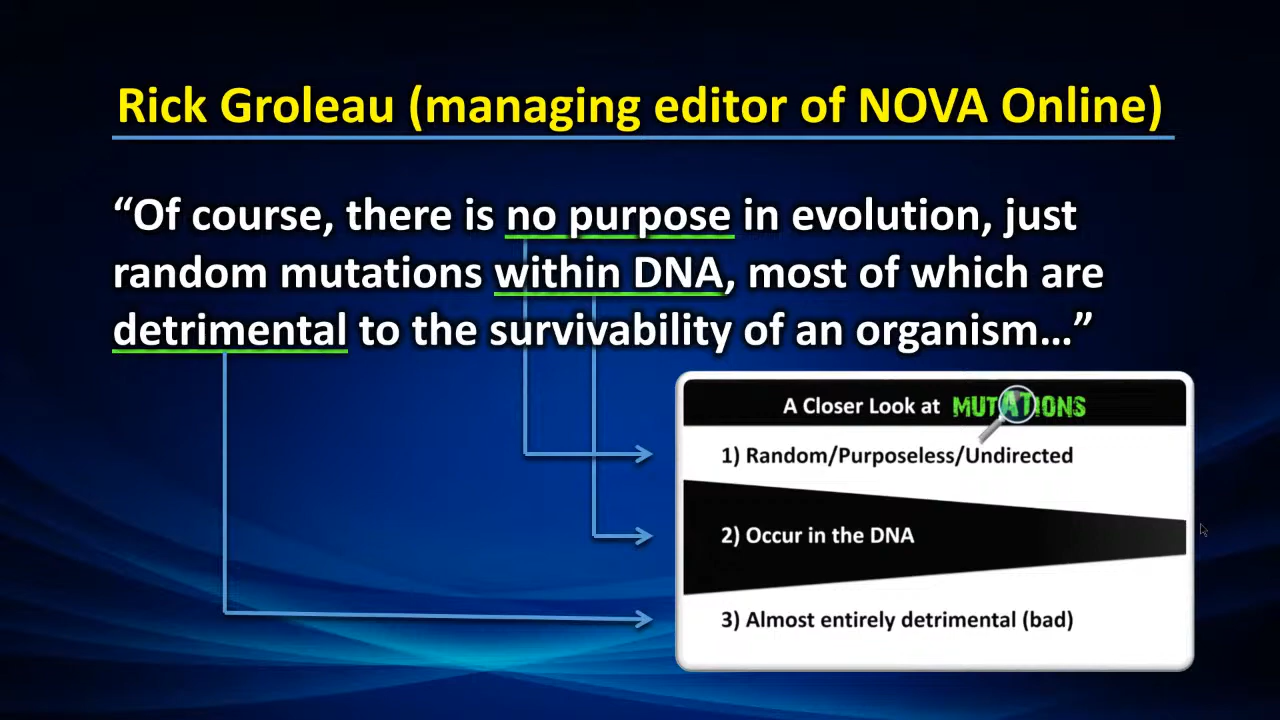 Rick Groleau (managing editor of NOVA Online)
“Of course, there is no purpose in evolution, just
random mutations within DNA, most of which are
detrimental to the survivability of an organism…”
A Closer Look at MUTATIONS
1) Random/Purposeless/Undirected
2) Occur in the DNA
3) Almost entirely detrimental (bad)